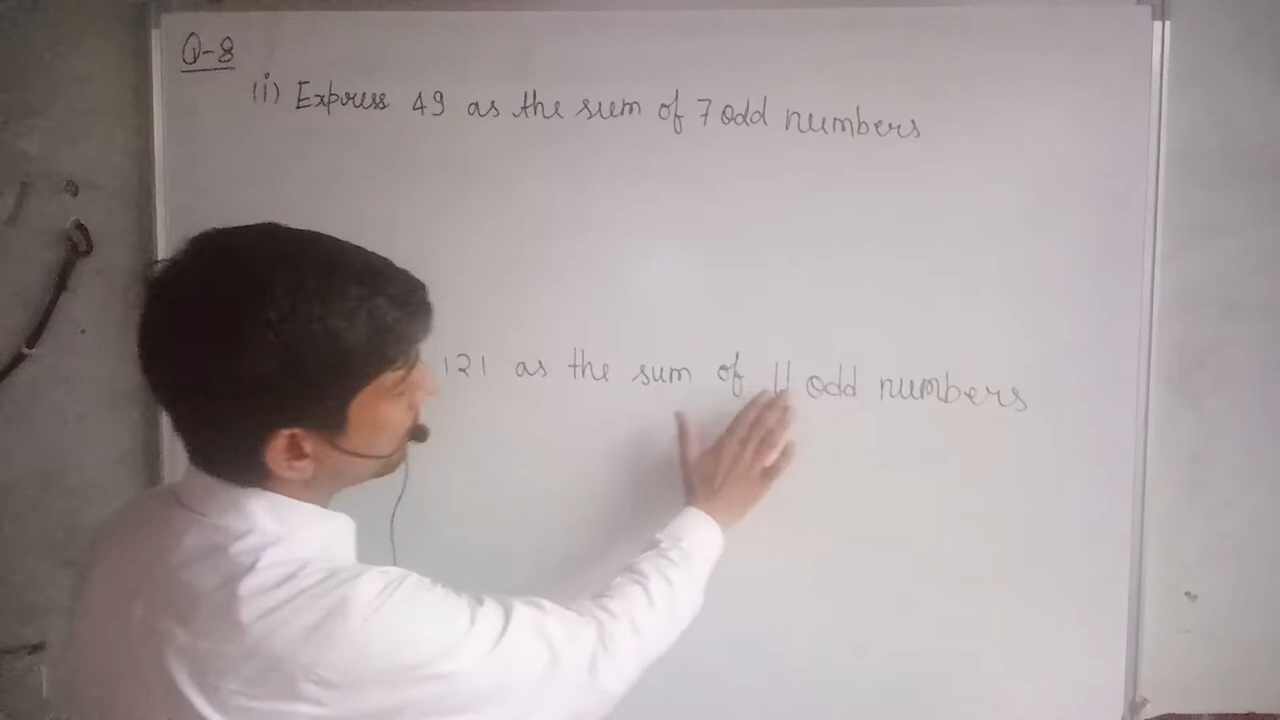 Q-8
(i) Express 49 as the sum of 7 odd numbers
121 as the sum of 11 odd numbers